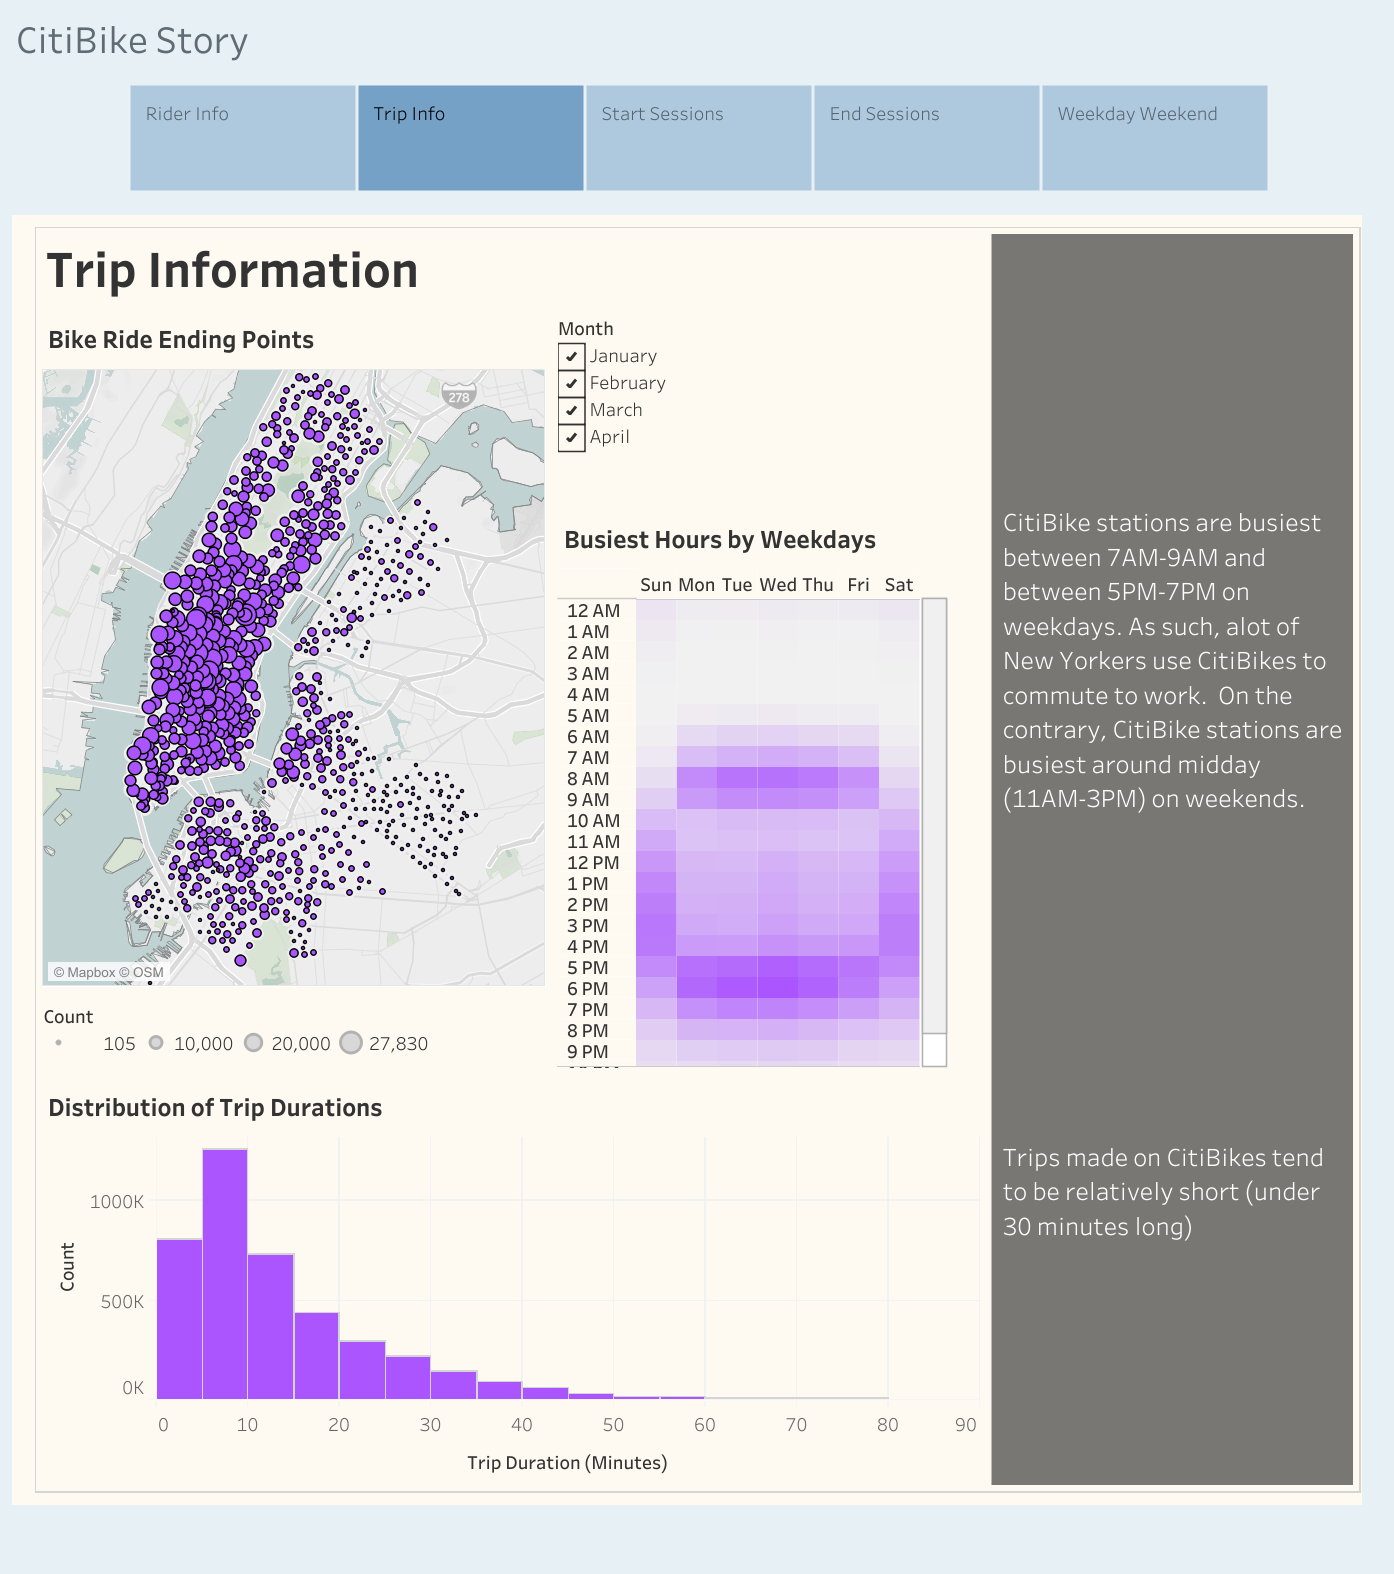 CitiBike Story
Rider Info
Trip Info
Start Sessions
End Sessions
Weekday Weekend
Trip Information
Bike Ride Ending Points
278
© Mapbox © OSM
Count
105
10,000
20,000
27,830
Month
January
February
March
April
Busiest Hours by Weekdays
Sun Mon Tue Wed Thu Fri Sat
12 AM
1 AM
2 AM
3 AM
4 AM
5 AM
6 AM
7 AM
8 AM
9 AM
10 AM
11 AM
12 PM
1 PM
2 PM
3 PM
4 PM
5 PM
6 PM
7 PM
8 PM
9 PM
CitiBike stations are busiest
between 7AM-9AM and
between 5PM-7PM on
weekdays. As such, alot of
New Yorkers use CitiBikes to
commute to work.  On the
contrary, CitiBike stations are
busiest around midday
(11AM-3PM) on weekends.
Distribution of Trip Durations
1000K
500K
0K
Count
0 10 20 30 40 50 60 70 80 90
Trip Duration (Minutes)
Trips made on CitiBikes tend
to be relatively short (under
30 minutes long)